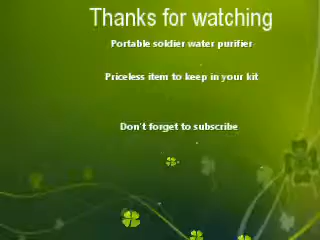 Thanks for watching
Portable soldier water purifier
Priceless item to keep in your kit
Don't forget to subscribe